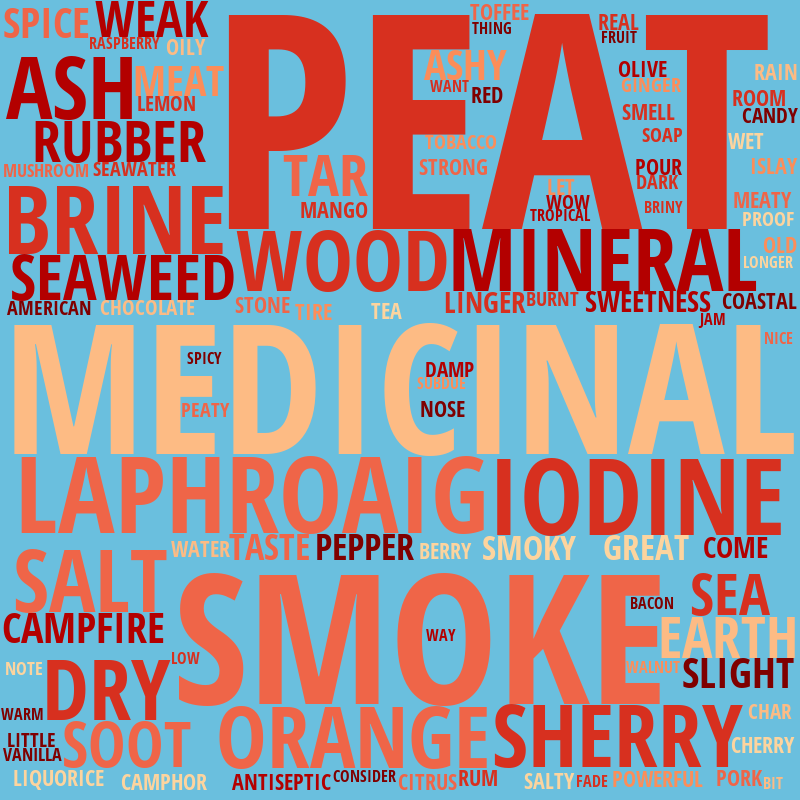 SPICE
WEAK
RASPBERRY
OILY
PEAT
TOFFEE
THING
REAL
FRUIT
ASH
MEAT
LEMON
ASHY
WANT
RED
OLIVE
GINGER
RAIN
ROOM
CANDY
SMELL
SOAP
WET
RUBBER
MUSHROOM
SEAWATER
TAR
MANGO
TOBACCO
STRONG
POUR
DARK
ISLAY
LET
WOW
TROPICAL
BRINY
MEATY
PROOF
OLD
LONGER
BRINE
WOOD
MINERAL
SEAWEED
AMERICAN
CHOCOLATE
STONE
TIRE
TEA
LINGER
BURNT
SWEETNESS
COASTAL
JAM
NICE
MEDICINAL
SPICY
PEATY
DAMP
SUBDUE
NOSE
LAPHROAIG
IODINE
WATER
TASTE
PEPPER
BERRY
SMOKY
GREAT
COME
SALT
SMOKE
SEA
BACON
CAMPFIRE
WAY
EARTH
NOTE
LOW
DRY
WALNUT
SLIGHT
WARM
LITTLE
VANILLA
SOOT
ORANGE
SHERRY
CHAR
CHERRY
LIQUORICE
CAMPHOR
ANTISEPTIC
CONSIDER
CITRUS
RUM
SALTY
FADE
POWERFUL
PORK
BIT